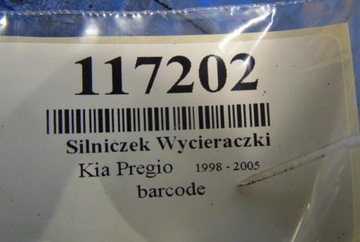 117202
Silniczek Wycieraczki
Kia Pregio 1998 - 2005
barcode